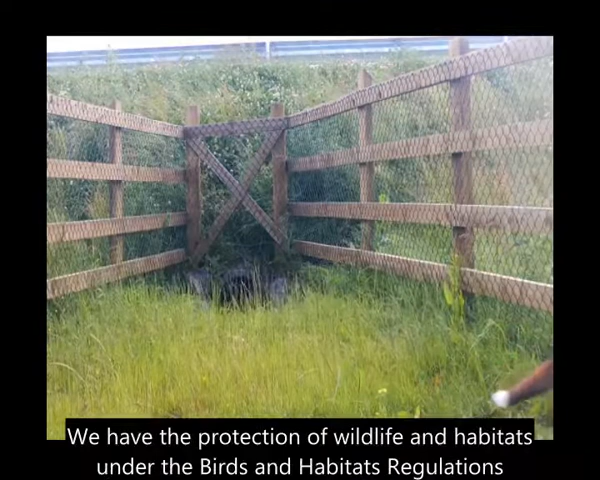 We have the protection of wildlife and habitats
under the Birds and Habitats Regulations